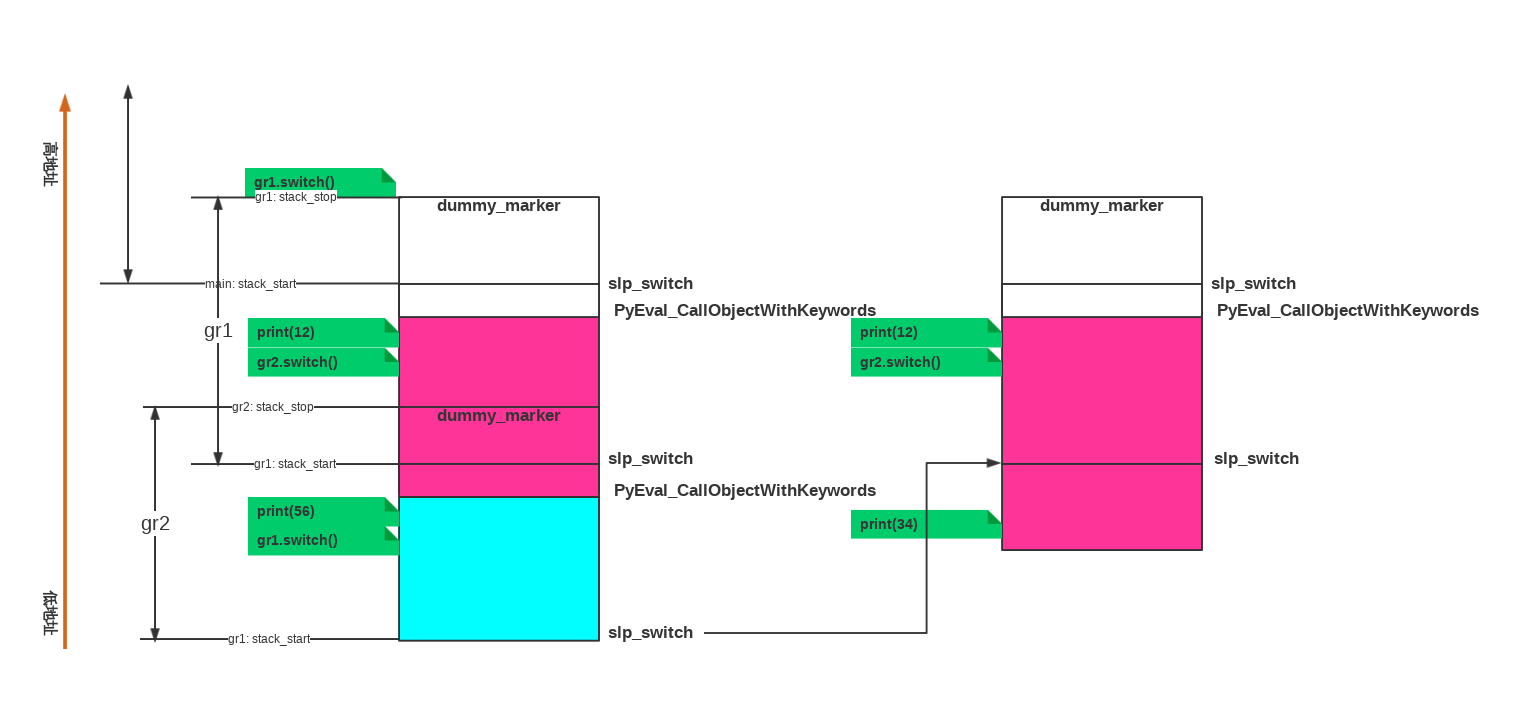 高地址
低地址
gr1.switch()
gr1: stack_stop
dummy_marker
main: stack_start
slp_switch
PyEval_CallObjectWithKeywords
gr1
print(12)
gr2.switch()
gr2: stack_stop
dummy_marker
gr1: stack_start
slp_switch
PyEval_CallObjectWithKeywords
gr2
print(56)
gr1.switch()
gr1: stack_start
slp_switch
dummy_marker
slp_switch
PyEval_CallObjectWithKeywords
print(12)
gr2.switch()
slp_switch
print(34)